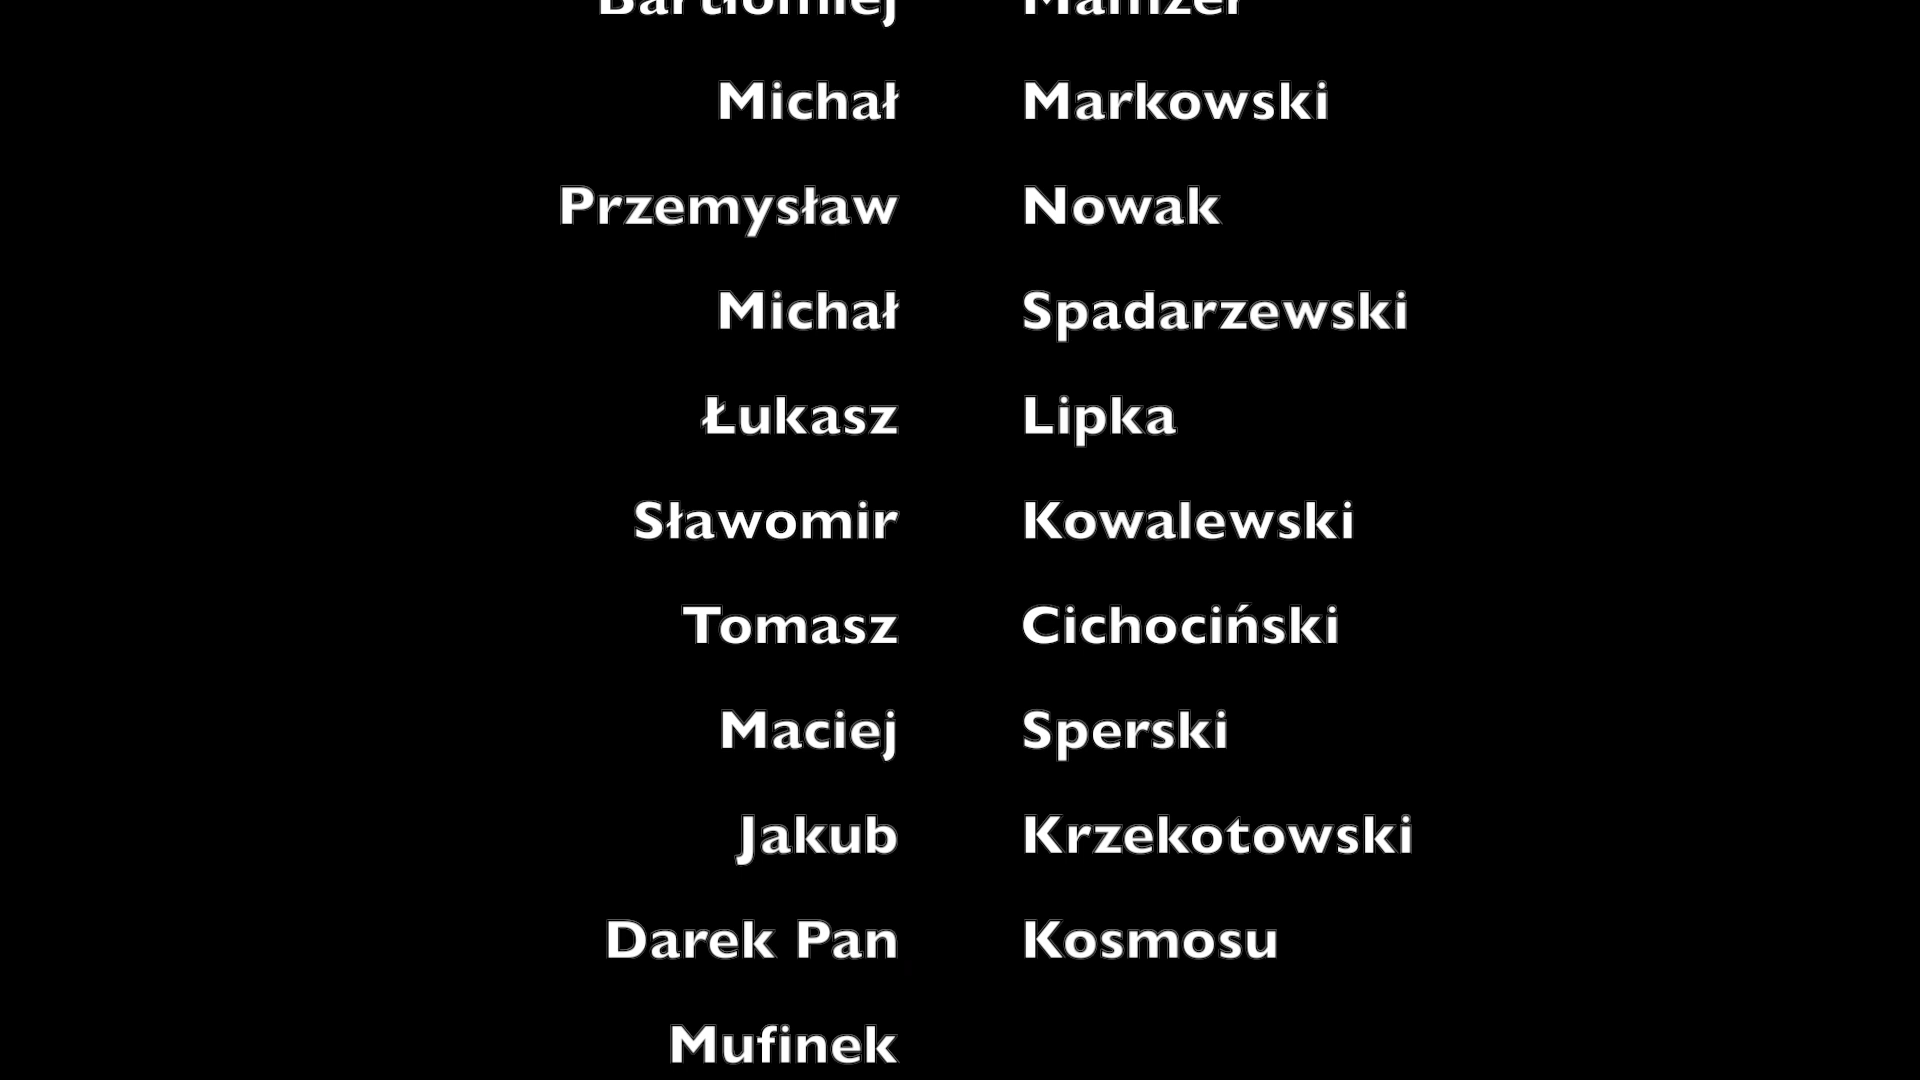 Bartłomiej
Michał Markowski
Przemysław Nowak
Michał Spadarzewski
Łukasz Lipka
Sławomir Kowalewski
Tomasz Cichociński
Maciej Sperski
Jakub Krzekotowski
Darek Pan Kosmosu
Mufinek